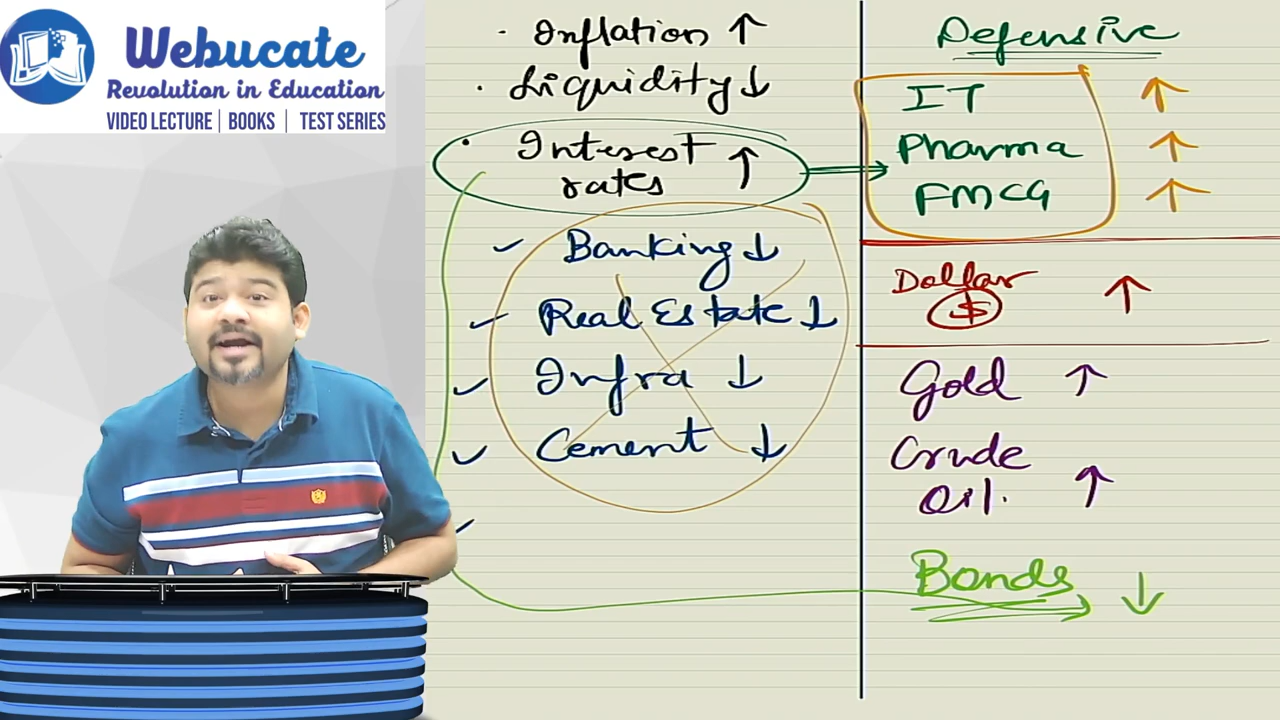 Webucate
Revolution in Education
VIDEO LECTURE | BOOKS | TEST SERIES
· Inflation ↑
· Liquidity ↓
· Interest rates ↑
✓ Banking ↓
✓ Real Estate ↓
✓ Infra ↓
✓ Cement ↓
✓
Defensive
IT ↑
Pharma ↑
FMCG ↑
Dollar ↑
$
Gold ↑
Crude
Oil. ↑
Bonds ↓